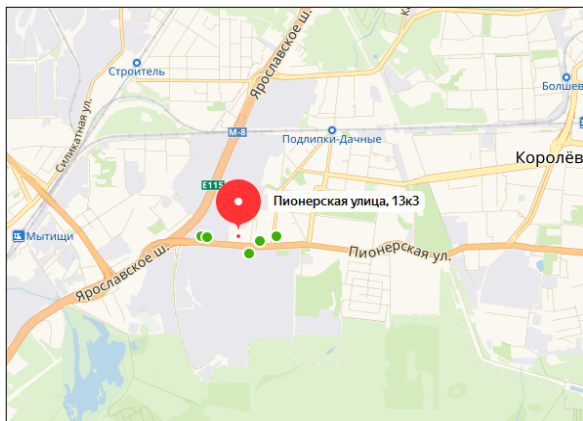 Строитель
Ярославское ш.
Болшев
Силикатная ул.
М-8
Подлипки-Дачные
Королёв
E115
Пионерская улица, 13к3
Мытищи
Пионерская ул.
Ярославское ш.